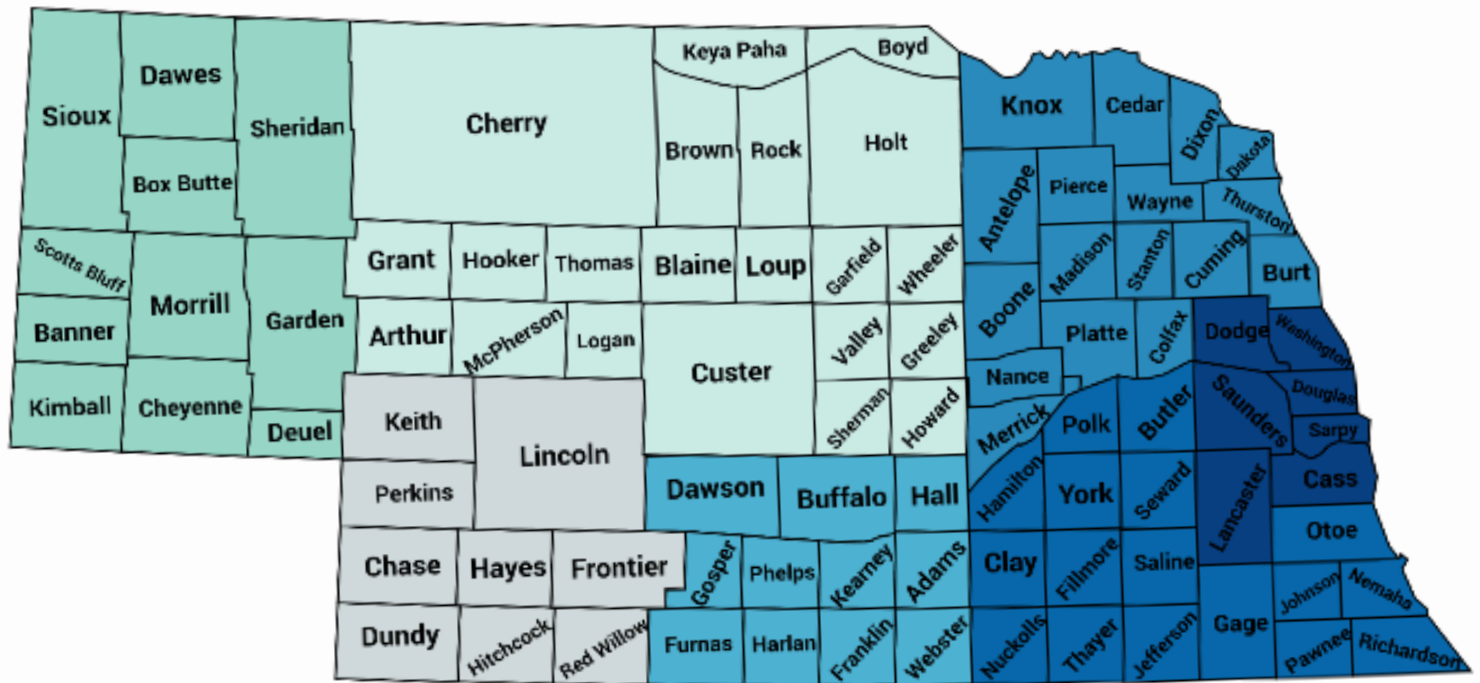 Sioux
Dawes
Sheridan
Box Butte
Scotts Bluff
Banner
Morrill
Garden
Kimball
Cheyenne
Deuel
Cherry
Keya Paha
Boyd
Brown
Rock
Holt
Grant
Hooker
Thomas
Blaine
Loup
Garfield
Wheeler
Arthur
McPherson
Logan
Custer
Valley
Greeley
Sherman
Howard
Keith
Lincoln
Perkins
Chase
Hayes
Frontier
Dundy
Hitchcock
Red Willow
Dawson
Buffalo
Hall
Gosper
Phelps
Kearney
Adams
Furnas
Harlan
Franklin
Webster
Knox
Cedar
Dixon
Dakota
Antelope
Pierce
Wayne
Thurston
Madison
Stanton
Cuming
Burt
Boone
Platte
Colfax
Nance
Merrick
Dodge
Washington
Saunders
Douglas
Sarpy
Lancaster
Cass
Polk
Butler
Hamilton
York
Seward
Otoe
Clay
Fillmore
Saline
Johnson
Nemaha
Nuckolls
Thayer
Jefferson
Gage
Pawnee
Richardson